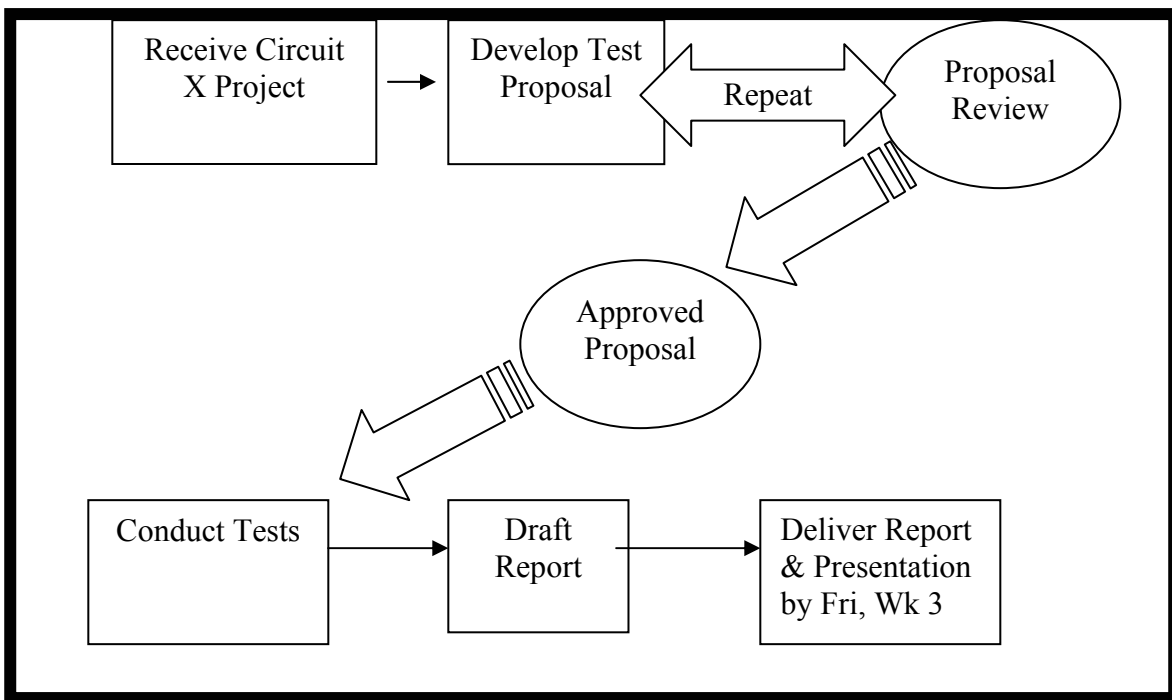 Receive Circuit
X Project
Develop Test
Proposal
Repeat
Proposal
Review
Approved
Proposal
Conduct Tests
Draft
Report
Deliver Report
& Presentation
by Fri, Wk 3